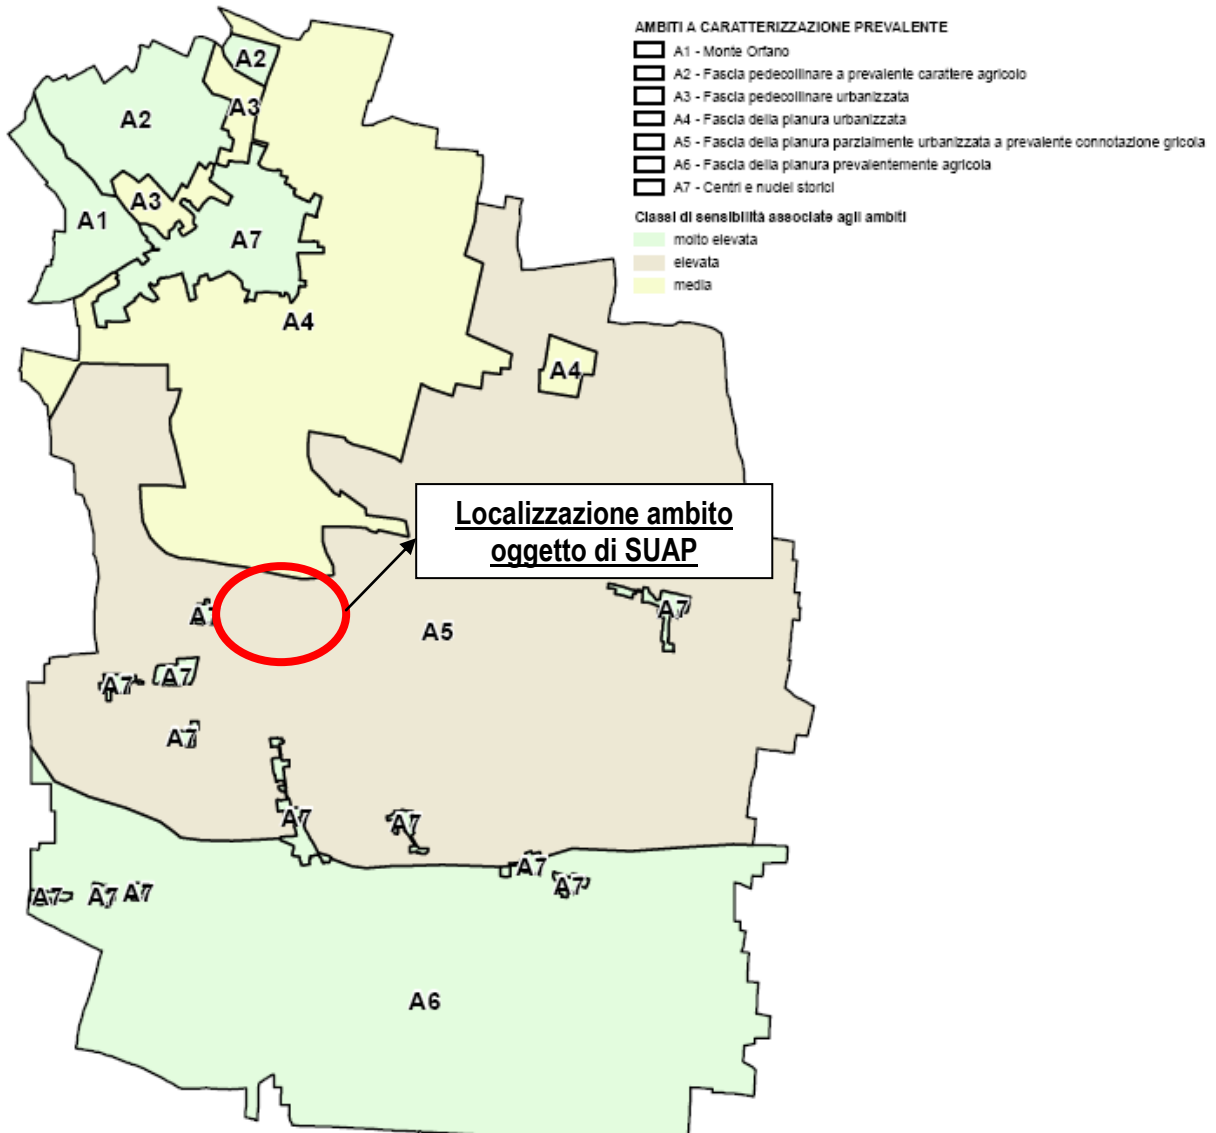 AMBITI A CARATTERIZZAZIONE PREVALENTE
A1 - Monte Orfano
A2 - Fascia pedecollinare a prevalente carattere agricolo
A3 - Fascia pedecollinare urbanizzata
A4 - Fascia della pianura urbanizzata
A5 - Fascia della pianura parzialmente urbanizzata a prevalente connotazione gricola
A6 - Fascia della pianura prevalentemente agricola
A7 - Centri e nuclei storici
Classi di sensibilità associate agli ambiti
molto elevata
elevata
media
A2
A3
A2
A3
A1
A7
A4
A4
Localizzazione ambito
oggetto di SUAP
A7
A7
A5
A7
A7
A7
A7
A7
A7
A7
A7
A7
A7
A6